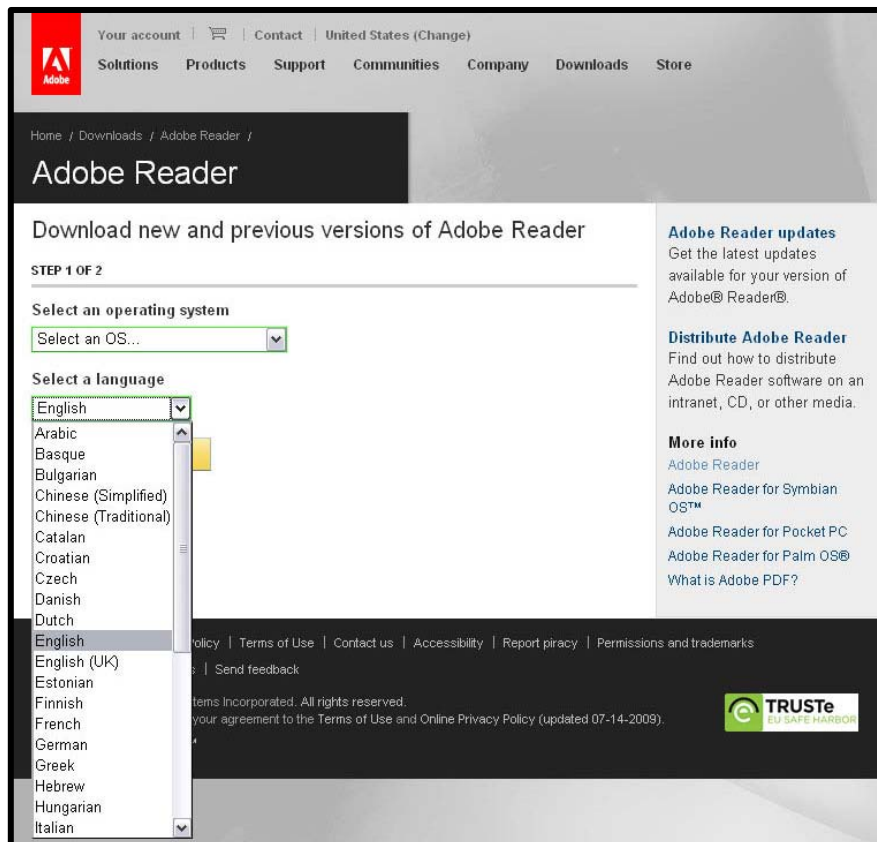 Your account | | Contact | United States (Change)
Adobe
Solutions Products Support Communities Company Downloads Store
Home / Downloads / Adobe Reader /
Adobe Reader
Download new and previous versions of Adobe Reader
STEP 1 OF 2
Select an operating system
Select an OS...
Select a language
English
Arabic
Basque
Bulgarian
Chinese (Simplified)
Chinese (Traditional)
Catalan
Croatian
Czech
Danish
Dutch
English
English (UK)
Estonian
Finnish
French
German
Greek
Hebrew
Hungarian
Italian
Adobe Reader updates
Get the latest updates
available for your version of
Adobe® Reader®.
Distribute Adobe Reader
Find out how to distribute
Adobe Reader software on an
intranet, CD, or other media.
More info
Adobe Reader
Adobe Reader for Symbian
OS™
Adobe Reader for Pocket PC
Adobe Reader for Palm OS®
What is Adobe PDF?
olicy | Terms of Use | Contact us | Accessibility | Report piracy | Permissions and trademarks
| Send feedback
tems Incorporated. All rights reserved.
your agreement to the Terms of Use and Online Privacy Policy (updated 07-14-2009).
TRUSTe
EU SAFE HARBOR